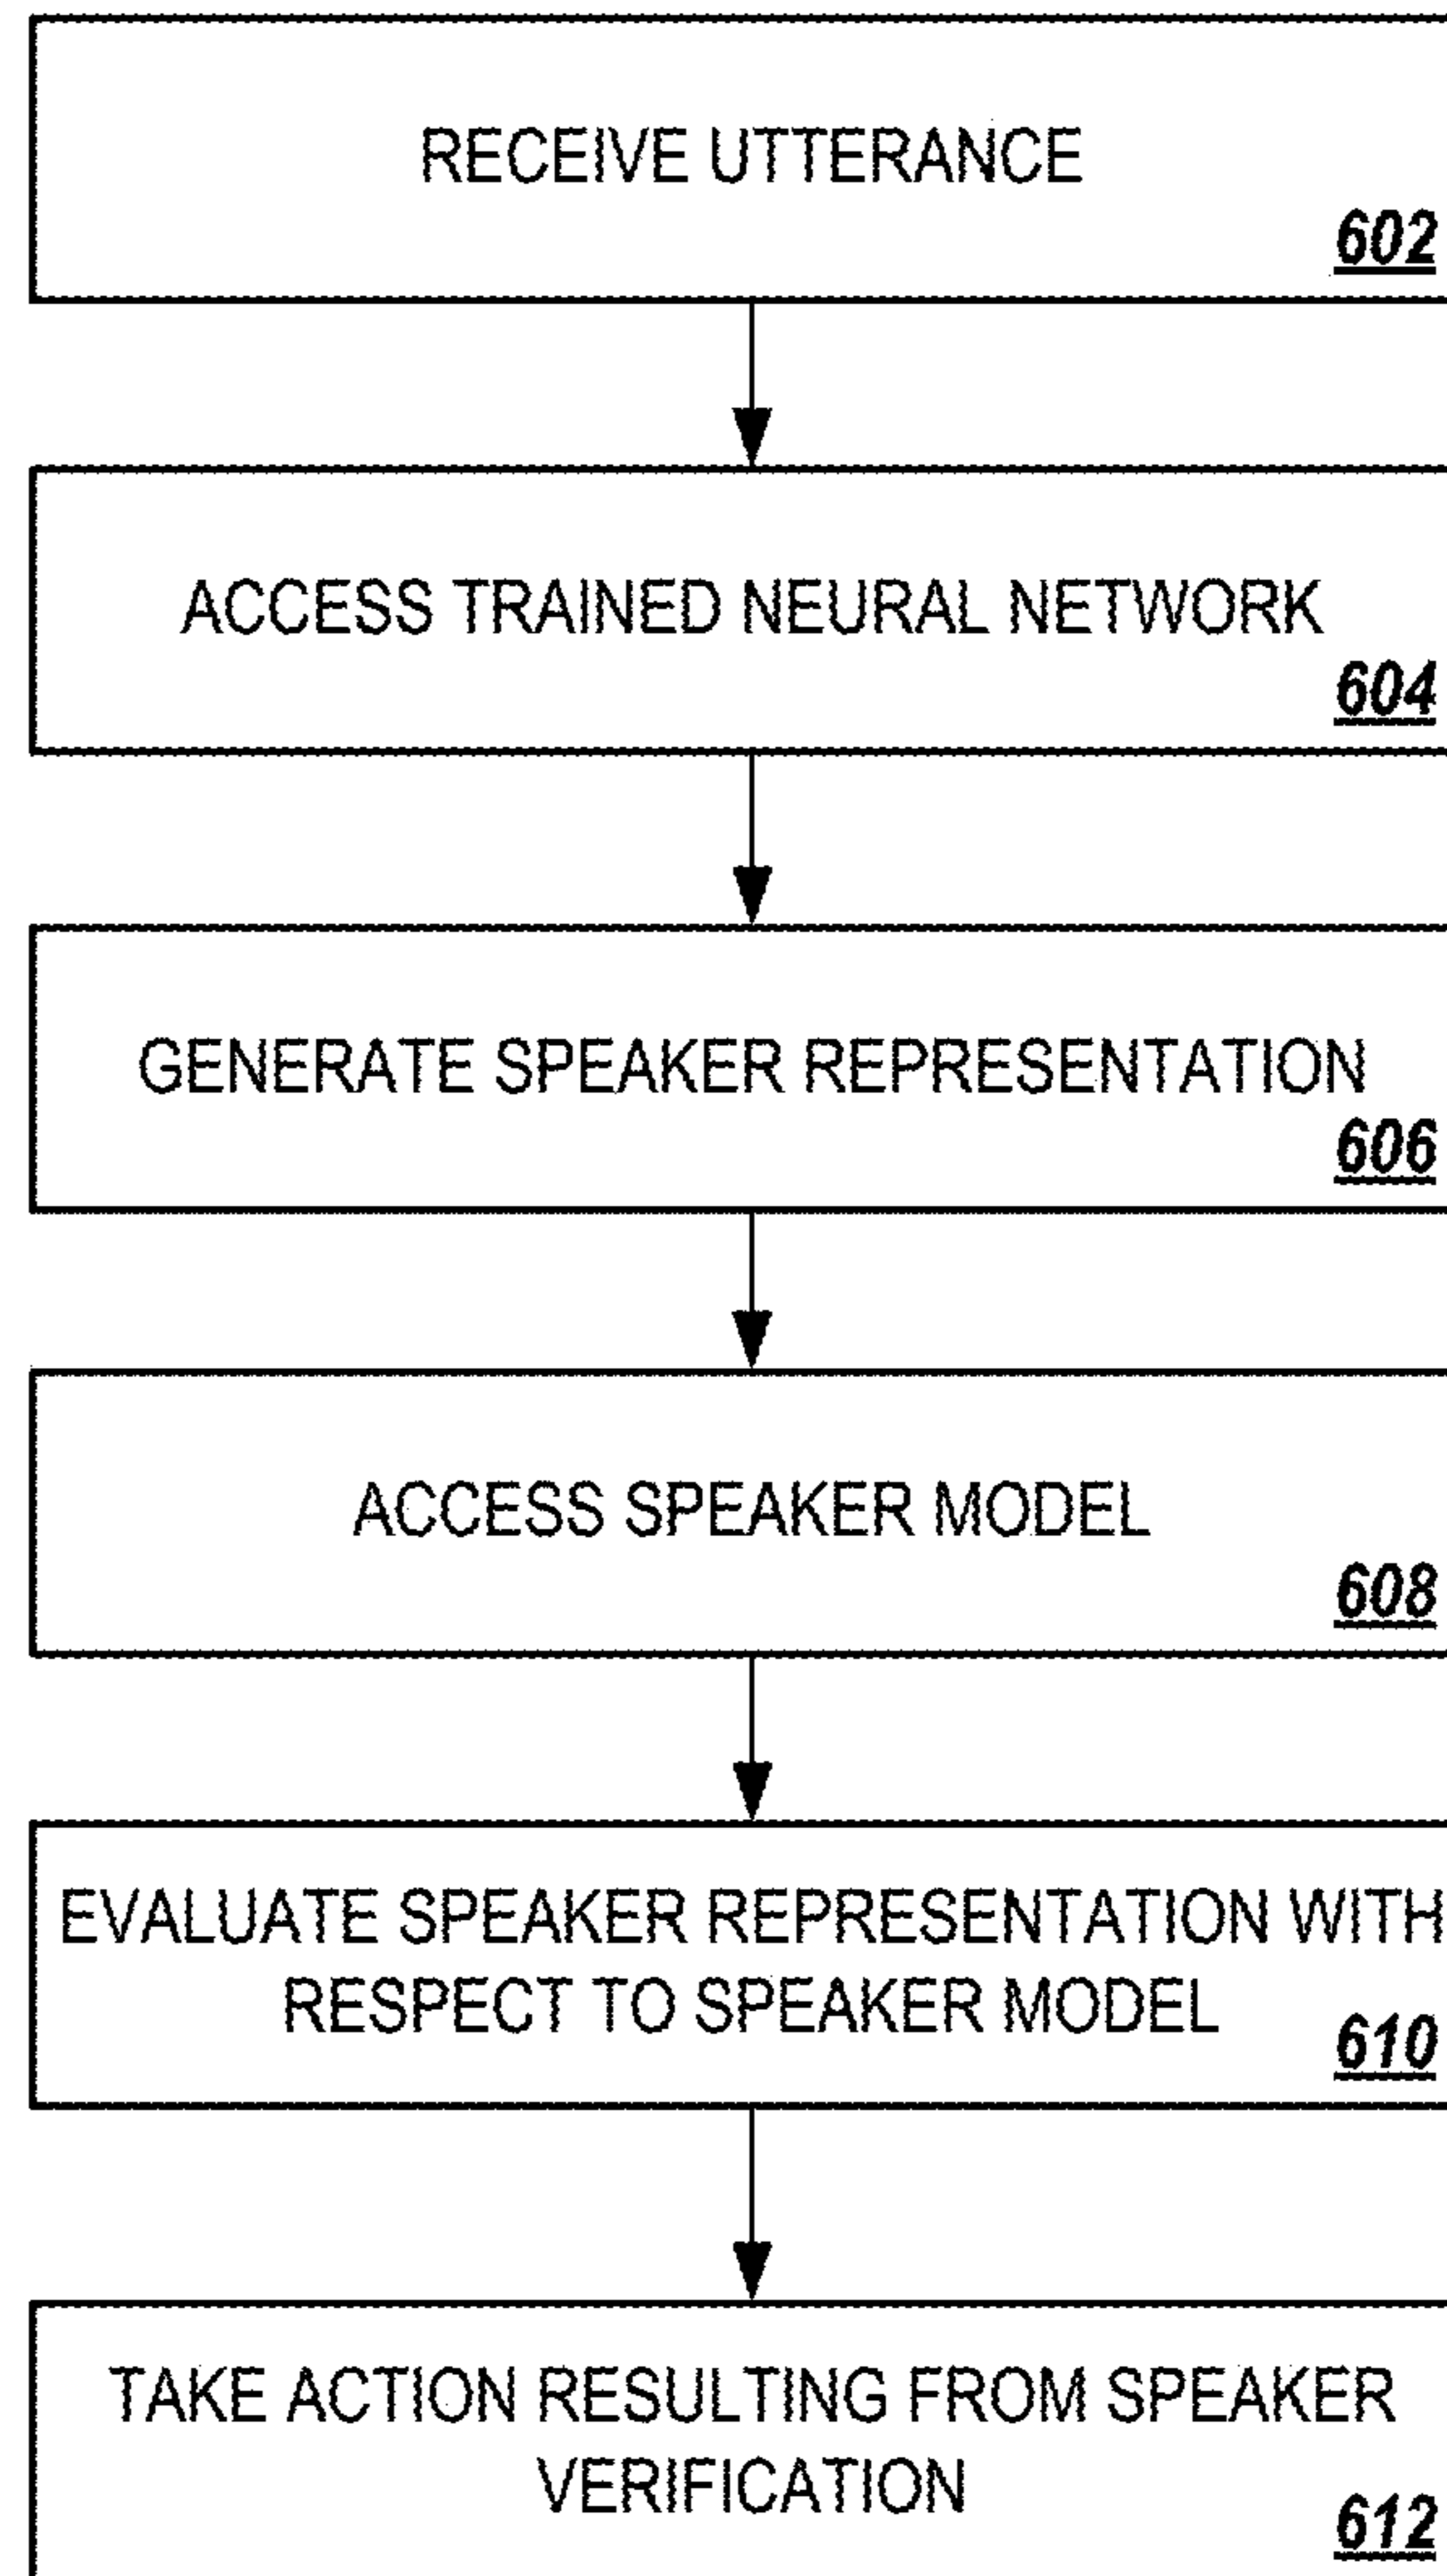 RECEIVE UTTERANCE
602
ACCESS TRAINED NEURAL NETWORK
604
GENERATE SPEAKER REPRESENTATION
606
ACCESS SPEAKER MODEL
608
EVALUATE SPEAKER REPRESENTATION WITH
RESPECT TO SPEAKER MODEL
610
TAKE ACTION RESULTING FROM SPEAKER
VERIFICATION
612